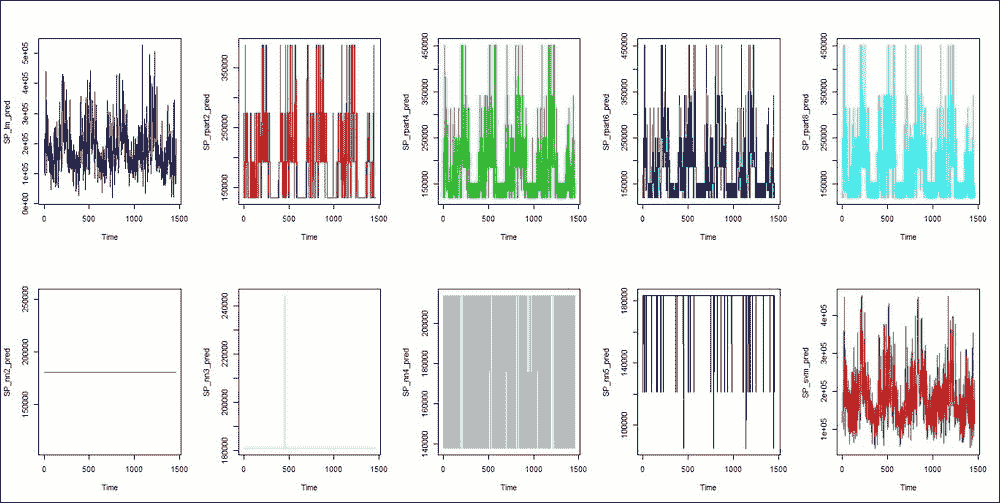 SP_lm_pred
0e+00 1e+05 2e+05 3e+05 4e+05 5e+05
0 500 1000 1500
Time
SP_rpart2_pred
100000 250000 350000
0 500 1000 1500
Time
SP_rpart4_pred
150000 250000 350000 450000
0 500 1000 1500
Time
SP_rpart6_pred
150000 250000 350000 450000
0 500 1000 1500
Time
SP_rpart8_pred
150000 250000 350000 450000
0 500 1000 1500
Time
SP_nn2_pred
150000 200000 250000
0 500 1000 1500
Time
SP_nn3_pred
180000 200000 220000 240000
0 500 1000 1500
Time
SP_nn4_pred
140000 160000 180000 200000
0 500 1000 1500
Time
SP_nn5_pred
100000 140000 180000
0 500 1000 1500
Time
SP_svm_pred
1e+05 2e+05 3e+05 4e+05
0 500 1000 1500
Time